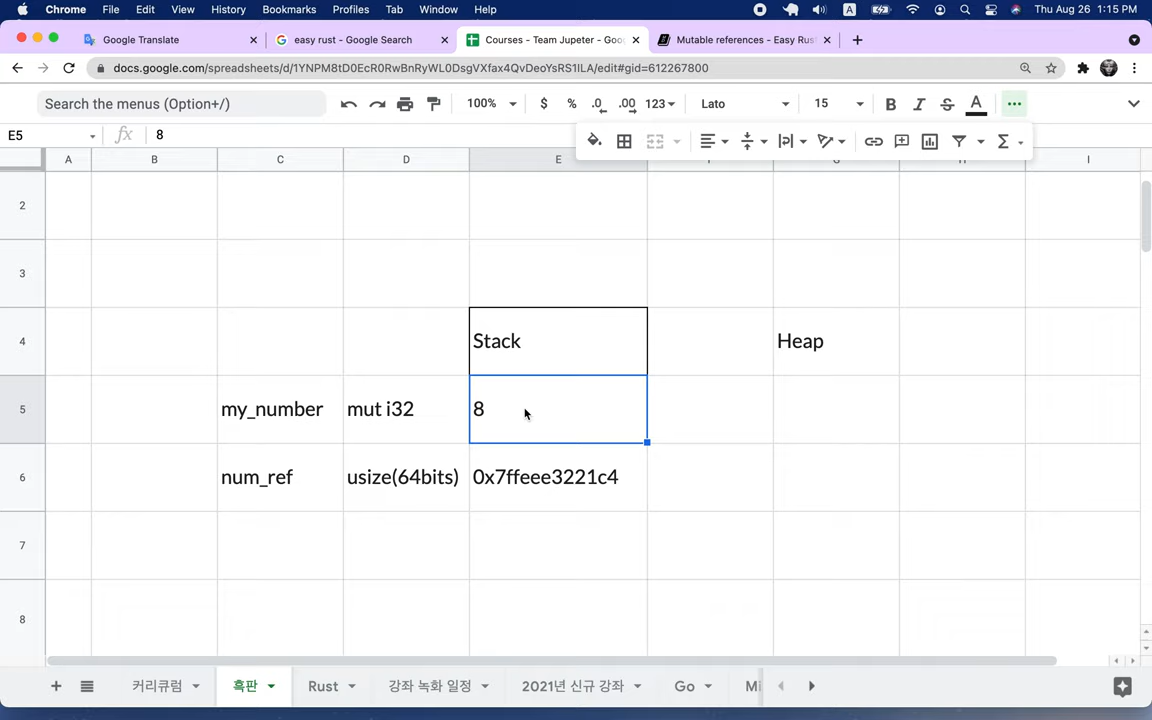 Chrome File Edit View History Bookmarks Profiles Tab Window Help A Thu Aug 26 1:15 PM
Google Translate easy rust - Google Search Courses - Team Jupeter - Goo Mutable references - Easy Rus
docs.google.com/spreadsheets/d/1YNPM8tD0EcR0RwBnRyWL0DsgVXfax4QvDeoYsRS1ILA/edit#gid=612267800
Search the menus (Option+/) 100% $ % .0 .00 123 Lato 15 B I S A
E5 fx 8
A B C D E F G H I
2
3
4 Stack Heap
5 my_number mut i32 8
6 num_ref usize(64bits) 0x7ffeee3221c4
7
8
커리큘럼 흑판 Rust 강좌 녹화 일정 2021년 신규 강좌 Go Mi